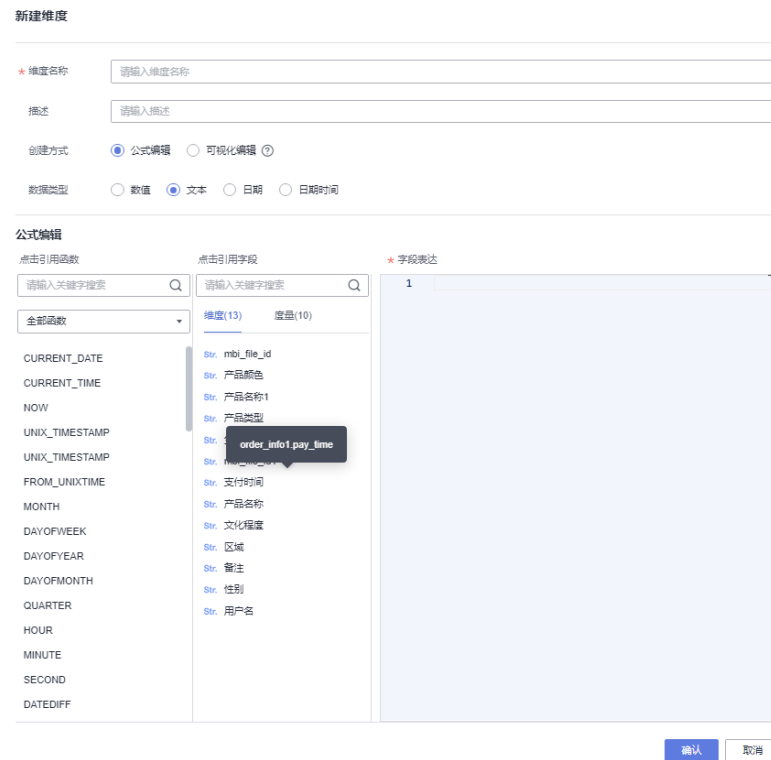 新建维度
* 维度名称 请输入维度名称
描述 请输入描述
创建方式 公式编辑 可视化编辑 ?
数据类型 数值 文本 日期 日期时间
公式编辑
点击引用函数
请输入关键字搜索
全部函数
CURRENT_DATE
CURRENT_TIME
NOW
UNIX_TIMESTAMP
UNIX_TIMESTAMP
FROM_UNIXTIME
MONTH
DAYOFWEEK
DAYOFYEAR
DAYOFMONTH
QUARTER
HOUR
MINUTE
SECOND
DATEDIFF
点击引用字段
请输入关键字搜索
维度(13) 度量(10)
Str. mbi_file_id
Str. 产品颜色
Str. 产品名称1
Str. 产品类型
Str.
order_info1.pay_time
Str.
Str. 支付时间
Str. 产品名称
Str. 文化程度
Str. 区域
Str. 备注
Str. 性别
Str. 用户名
* 字段表达
1
确认 取消